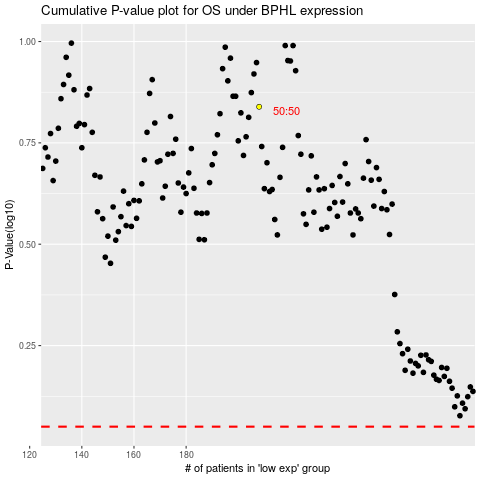 Cumulative P-value plot for OS under BPHL expression
1.00
0.75
0.50
0.25
P-Value(log10)
50:50
120 140 160 180
# of patients in 'low exp' group